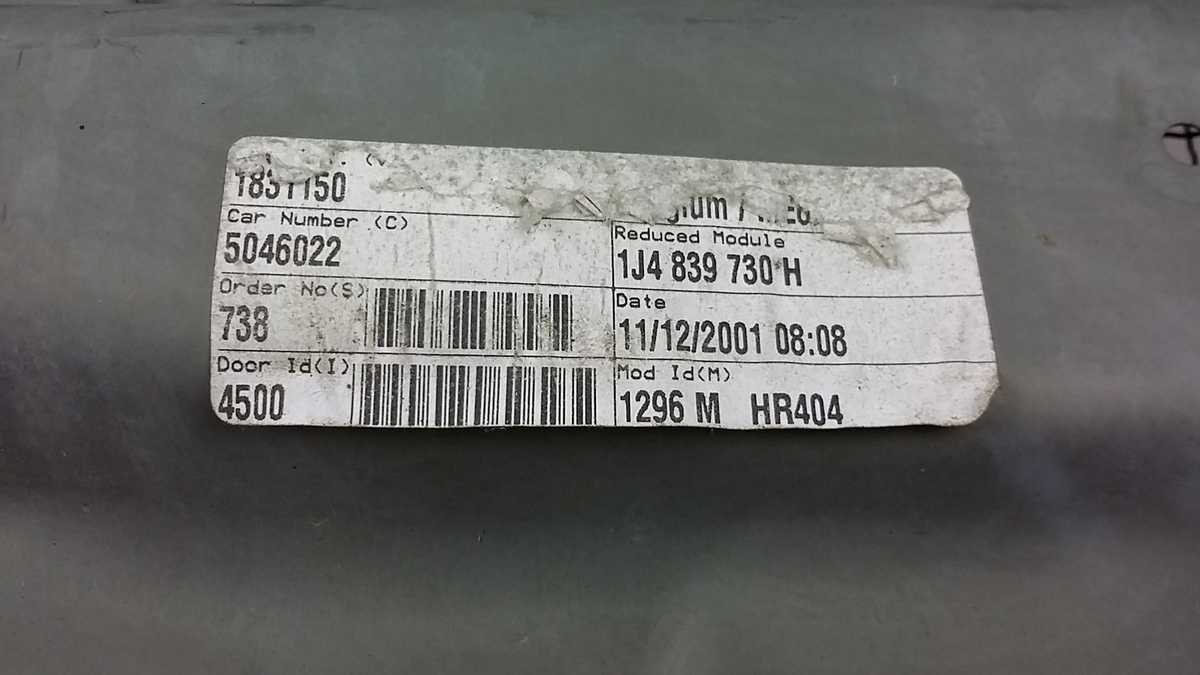 1831150
Car Number (C)
5046022
Reduced Module
1J4 839 730 H
Order No(S)
738
Date
11/12/2001 08:08
Door Id(I)
4500
Mod Id(M)
1296 M HR404